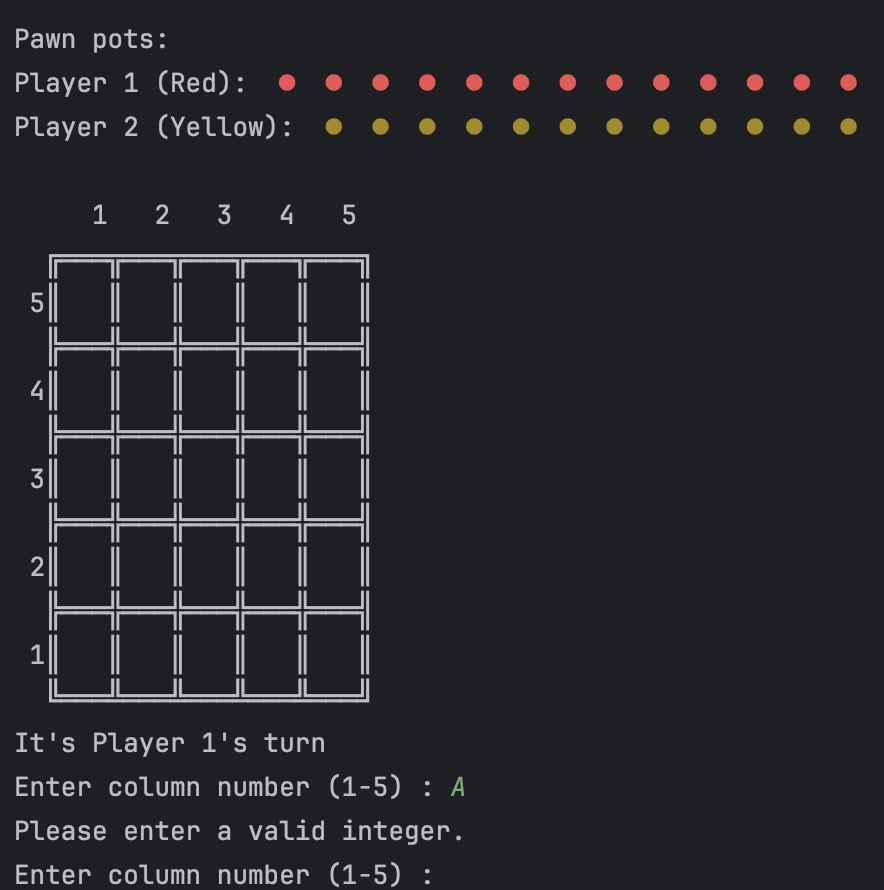 Pawn pots:
Player 1 (Red): ● ● ● ● ● ● ● ● ● ● ● ● ●
Player 2 (Yellow): ● ● ● ● ● ● ● ● ● ● ● ●
1 2 3 4 5
5
4
3
2
1
It's Player 1's turn
Enter column number (1-5) : A
Please enter a valid integer.
Enter column number (1-5) :